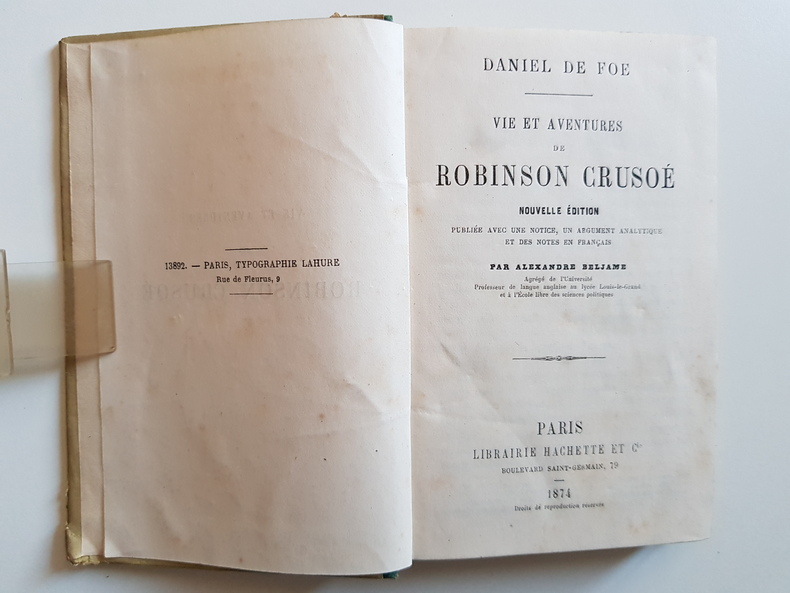 13892. — PARIS, TYPOGRAPHIE LAHURE
Rue de Fleurus, 9
DANIEL DE FOE
VIE ET AVENTURES
DE
ROBINSON CRUSOÉ
NOUVELLE ÉDITION
PUBLIÉE AVEC UNE NOTICE, UN ARGUMENT ANALYTIQUE
ET DES NOTES EN FRANÇAIS
PAR ALEXANDRE BELJAME
Agrégé de l'Université
Professeur de langue anglaise au lycée Louis-le-Grand
et à l'École libre des sciences politiques
PARIS
LIBRAIRIE HACHETTE ET Cie
BOULEVARD SAINT-GERMAIN, 79
1874
Droits de reproduction réservés